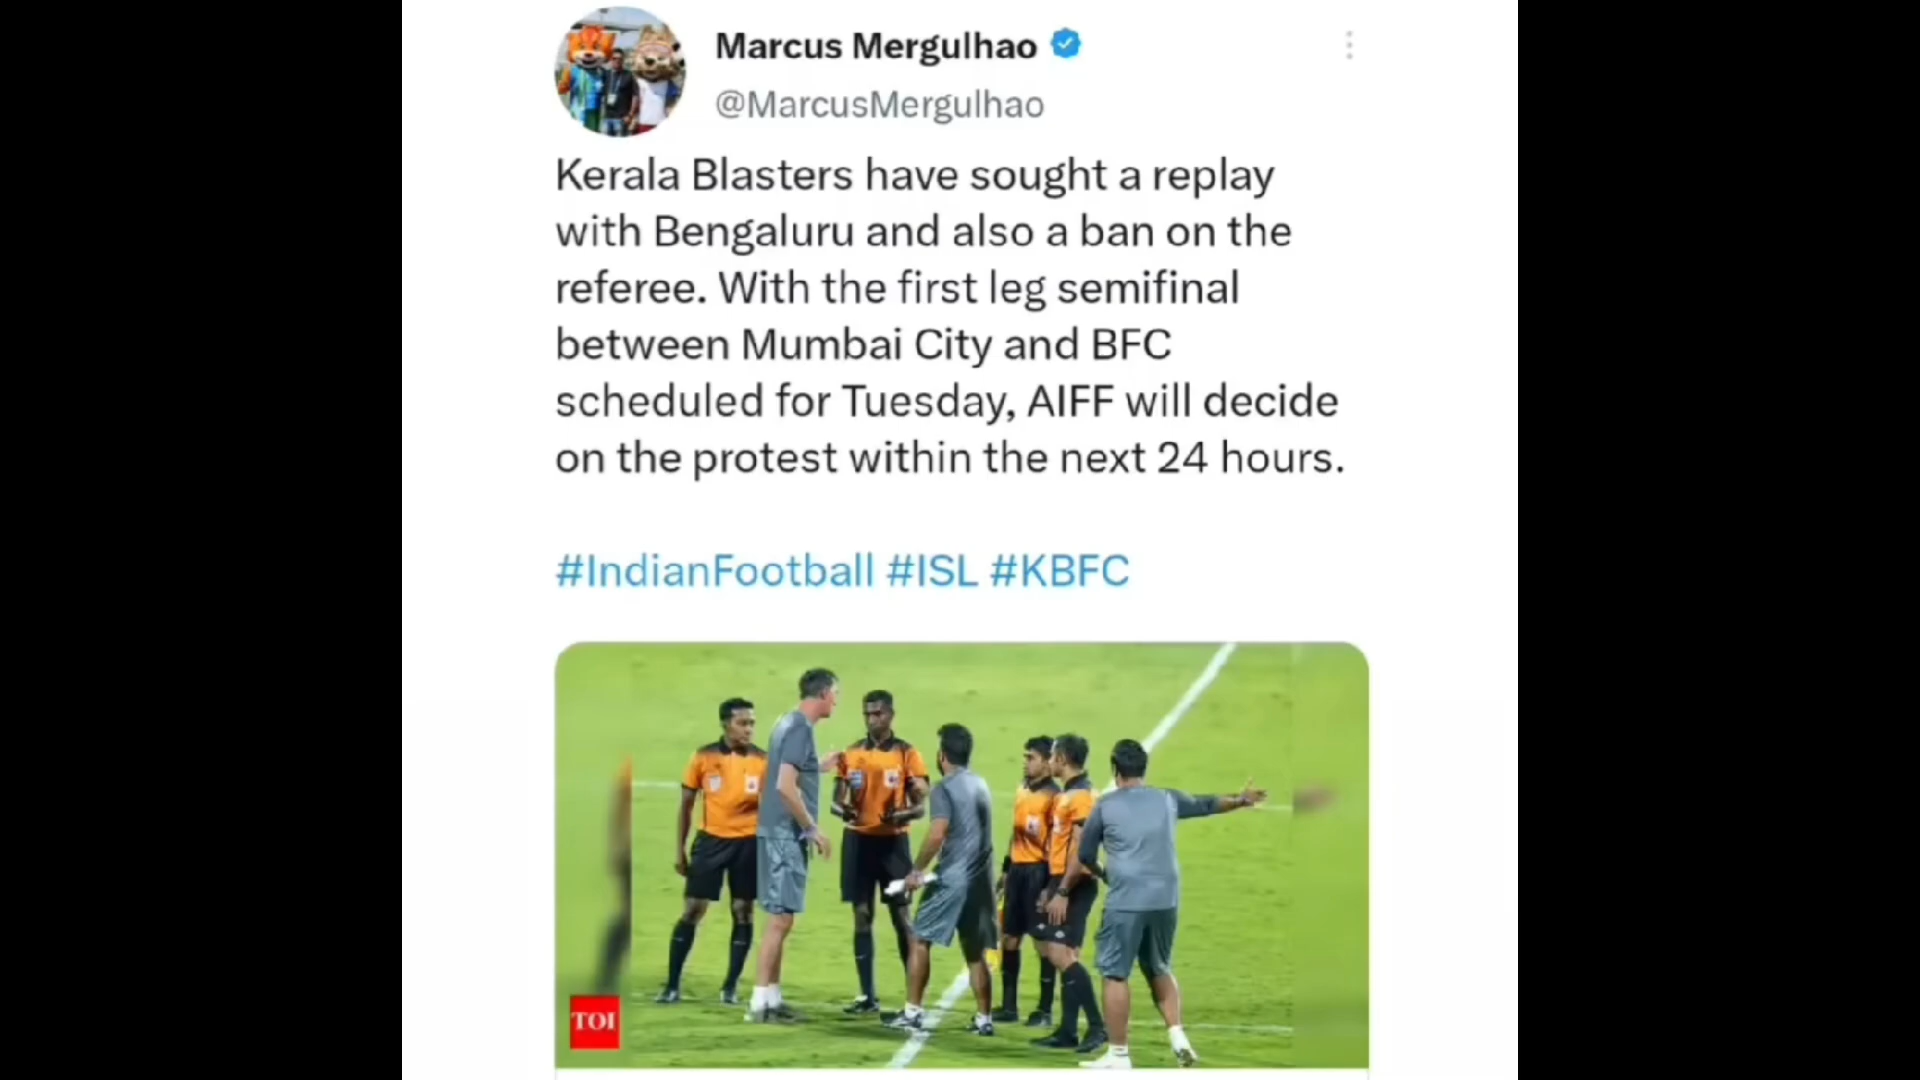 Marcus Mergulhao
@MarcusMergulhao
Kerala Blasters have sought a replay
with Bengaluru and also a ban on the
referee. With the first leg semifinal
between Mumbai City and BFC
scheduled for Tuesday, AIFF will decide
on the protest within the next 24 hours.
#IndianFootball #ISL #KBFC
TOI